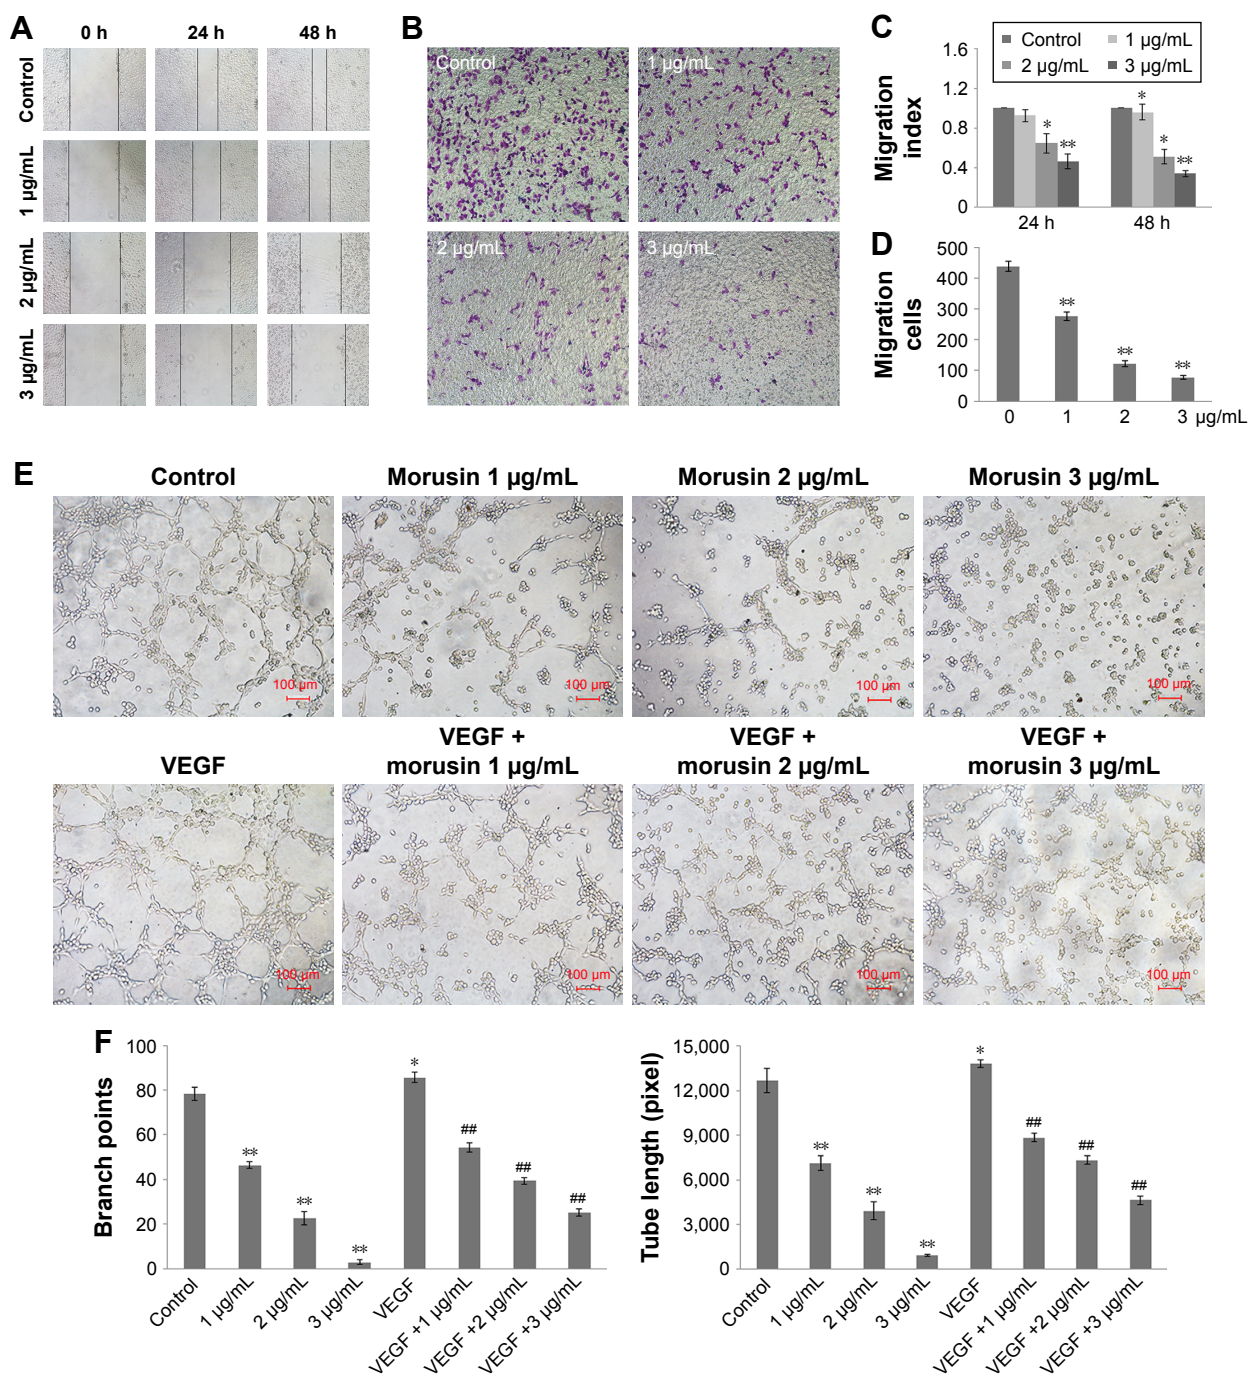 A
0 h
24 h
48 h
Control
1 µg/mL
2 µg/mL
3 µg/mL
B
Control
1 µg/mL
2 µg/mL
3 µg/mL
C
Control
1 µg/mL
2 µg/mL
3 µg/mL
Migration
index
1.6
1.2
0.8
0.4
0
*
**
*
*
**
24 h
48 h
D
Migration
cells
500
400
300
200
100
0
**
**
**
0
1
2
3 µg/mL
E
Control
Morusin 1 µg/mL
Morusin 2 µg/mL
Morusin 3 µg/mL
100 µm
100 µm
100 µm
100 µm
VEGF
VEGF +
morusin 1 µg/mL
VEGF +
morusin 2 µg/mL
VEGF +
morusin 3 µg/mL
100 µm
100 µm
100 µm
100 µm
F
Branch points
100
80
60
40
20
0
**
**
**
*
##
##
##
Control
1 µg/mL
2 µg/mL
3 µg/mL
VEGF
VEGF +1 µg/mL
VEGF +2 µg/mL
VEGF +3 µg/mL
Tube length (pixel)
15,000
12,000
9,000
6,000
3,000
0
**
**
**
*
##
##
##
Control
1 µg/mL
2 µg/mL
3 µg/mL
VEGF
VEGF +1 µg/mL
VEGF +2 µg/mL
VEGF +3 µg/mL